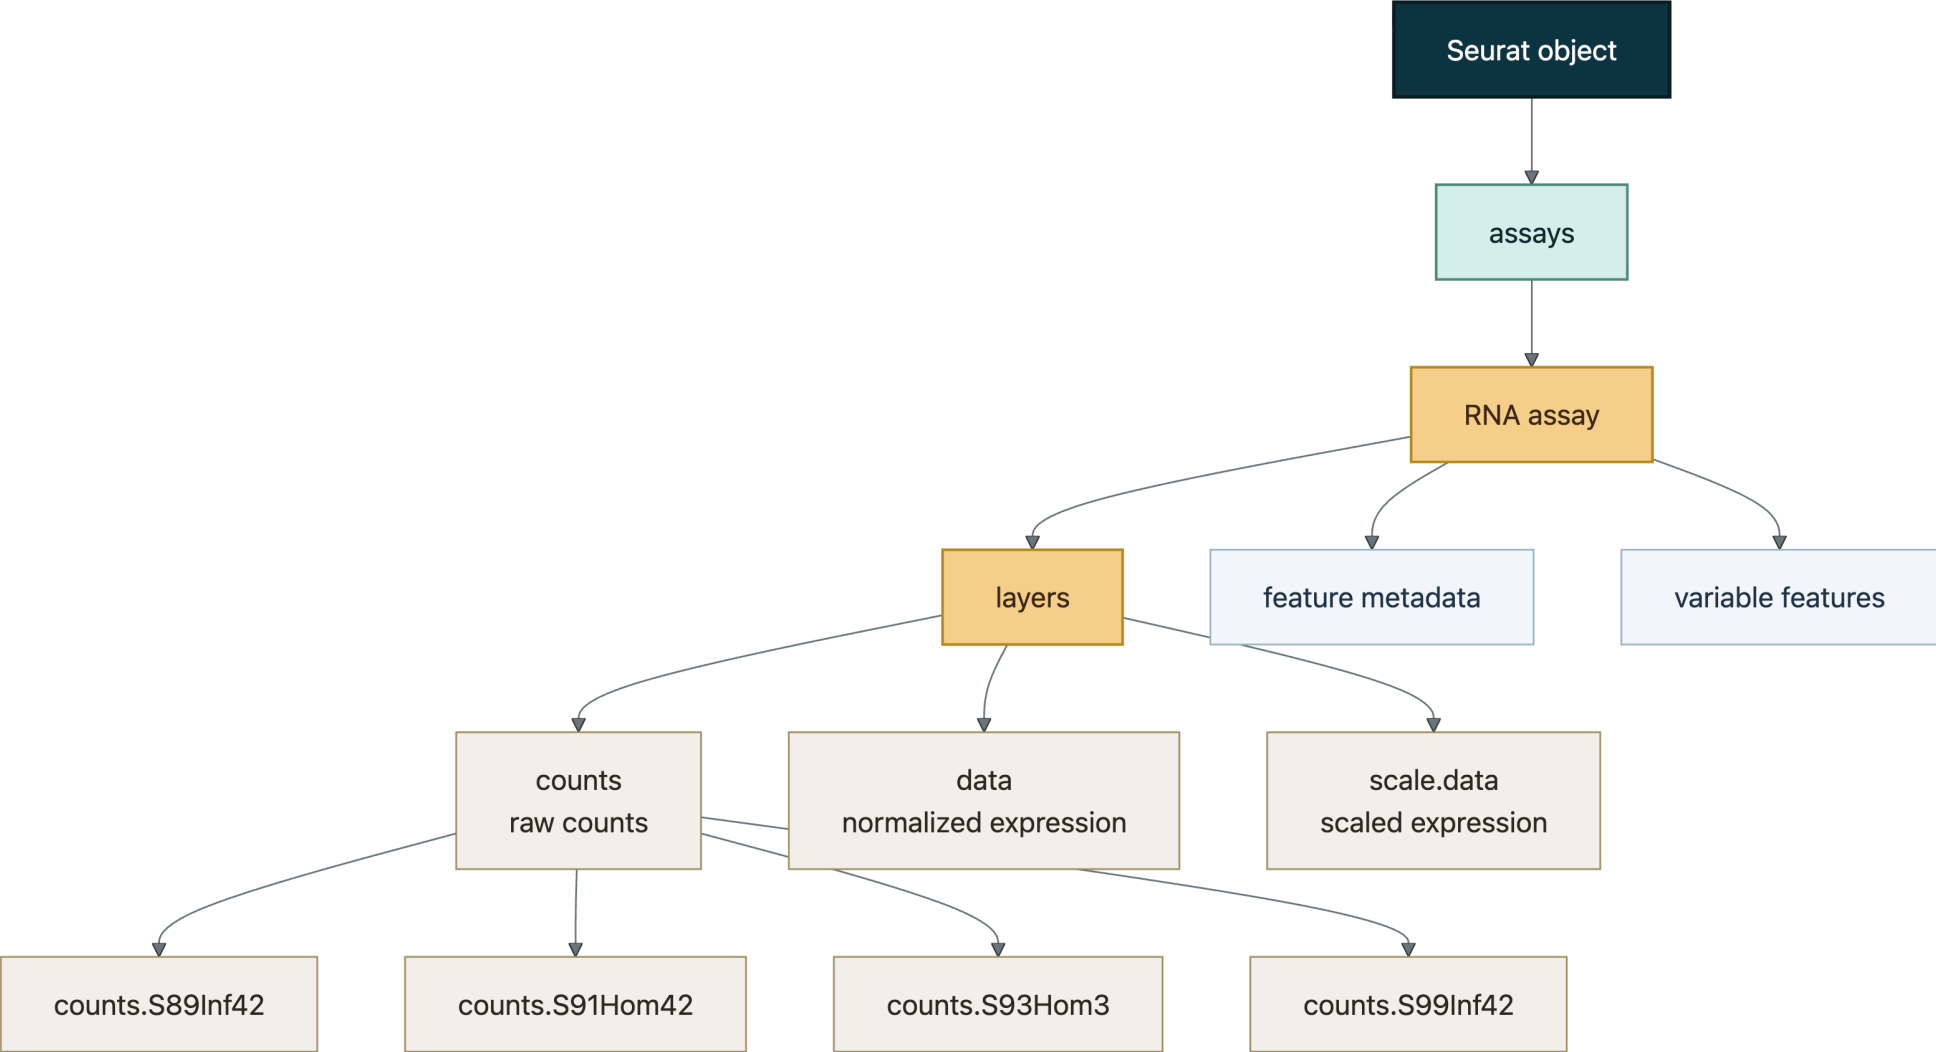 Seurat object
assays
RNA assay
layers
feature metadata
variable features
counts
raw counts
data
normalized expression
scale.data
scaled expression
counts.S89Inf42
counts.S91Hom42
counts.S93Hom3
counts.S99Inf42